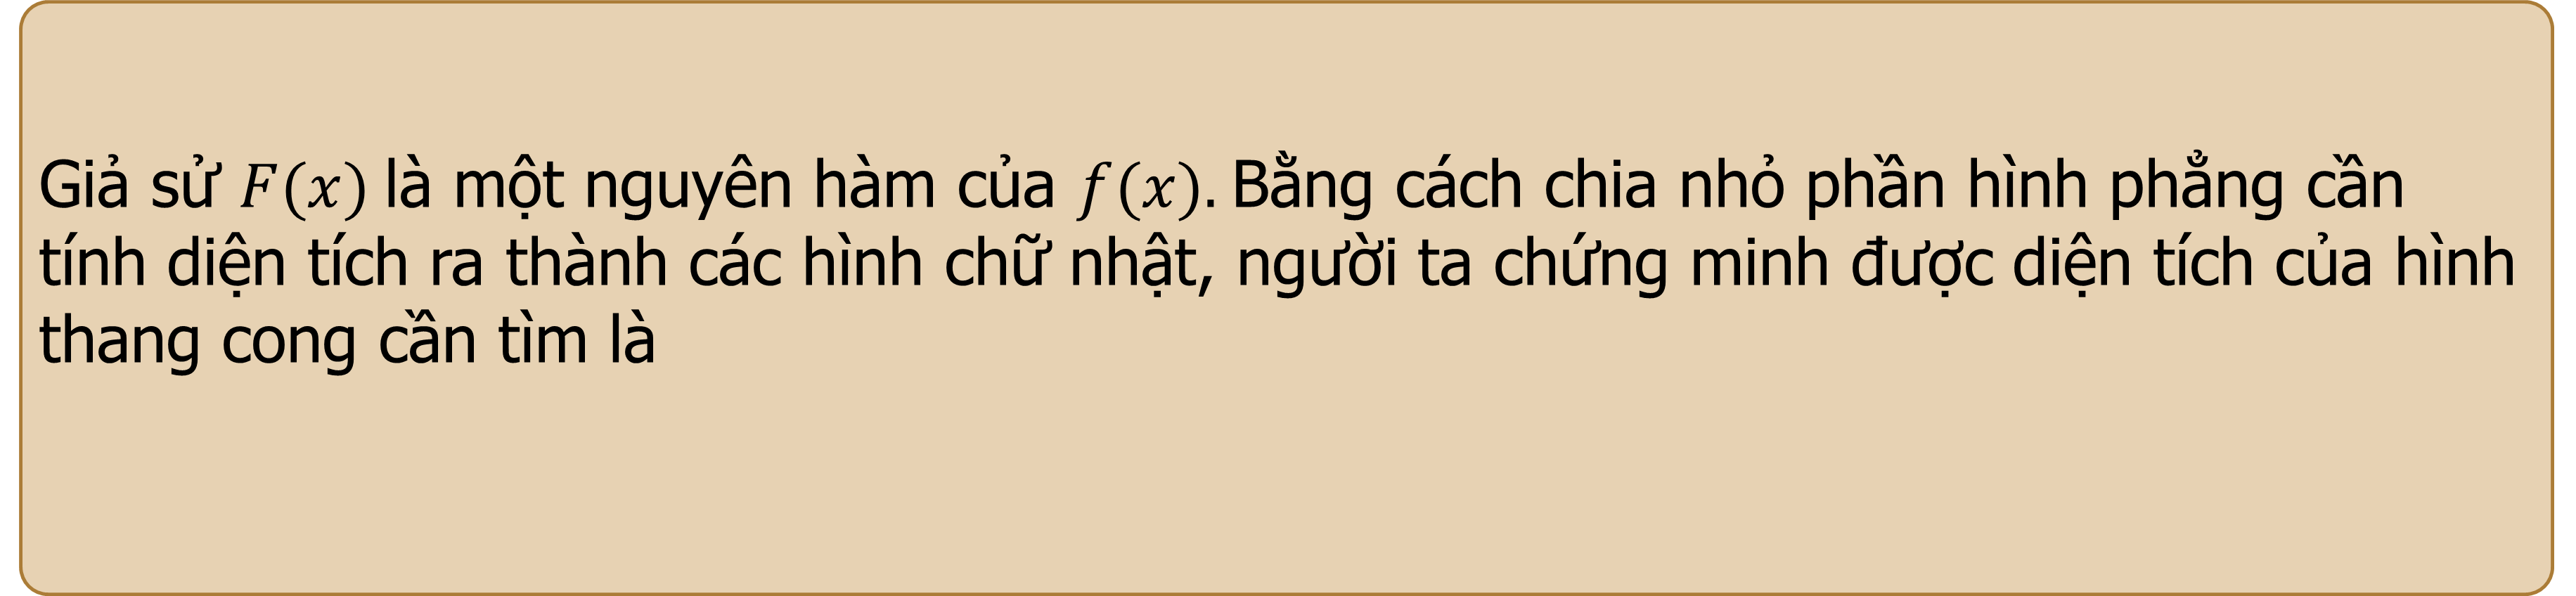 Giả sử F(x) là một nguyên hàm của f(x). Bằng cách chia nhỏ phần hình phẳng cần
tính diện tích ra thành các hình chữ nhật, người ta chứng minh được diện tích của hình
thang cong cần tìm là